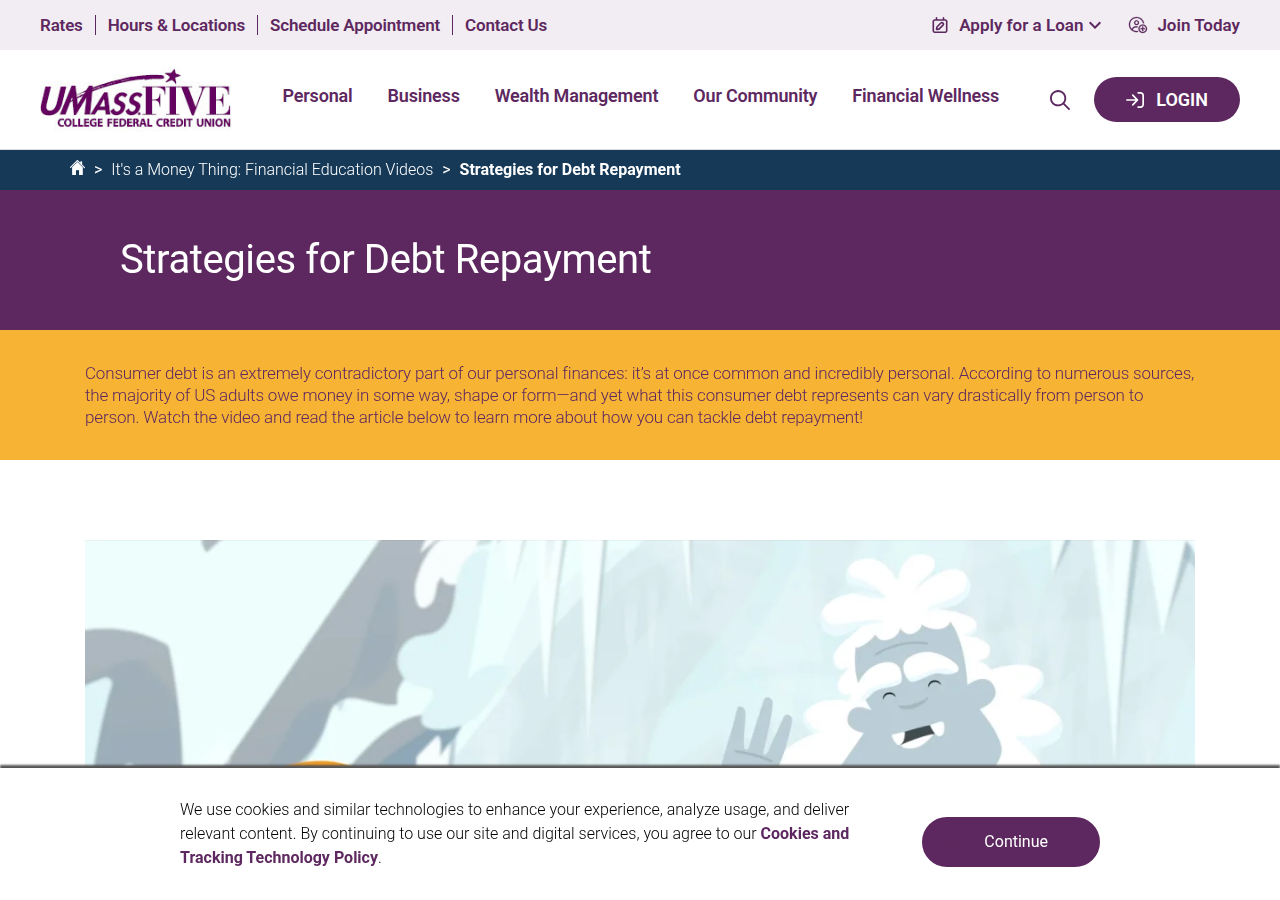 Rates
Hours & Locations
Schedule Appointment
Contact Us
Apply for a Loan
Join Today
UMassFIVE
COLLEGE FEDERAL CREDIT UNION
Personal
Business
Wealth Management
Our Community
Financial Wellness
LOGIN
> It's a Money Thing: Financial Education Videos > Strategies for Debt Repayment
Strategies for Debt Repayment
Consumer debt is an extremely contradictory part of our personal finances: it’s at once common and incredibly personal. According to numerous sources,
the majority of US adults owe money in some way, shape or form—and yet what this consumer debt represents can vary drastically from person to
person. Watch the video and read the article below to learn more about how you can tackle debt repayment!
We use cookies and similar technologies to enhance your experience, analyze usage, and deliver
relevant content. By continuing to use our site and digital services, you agree to our Cookies and
Tracking Technology Policy.
Continue